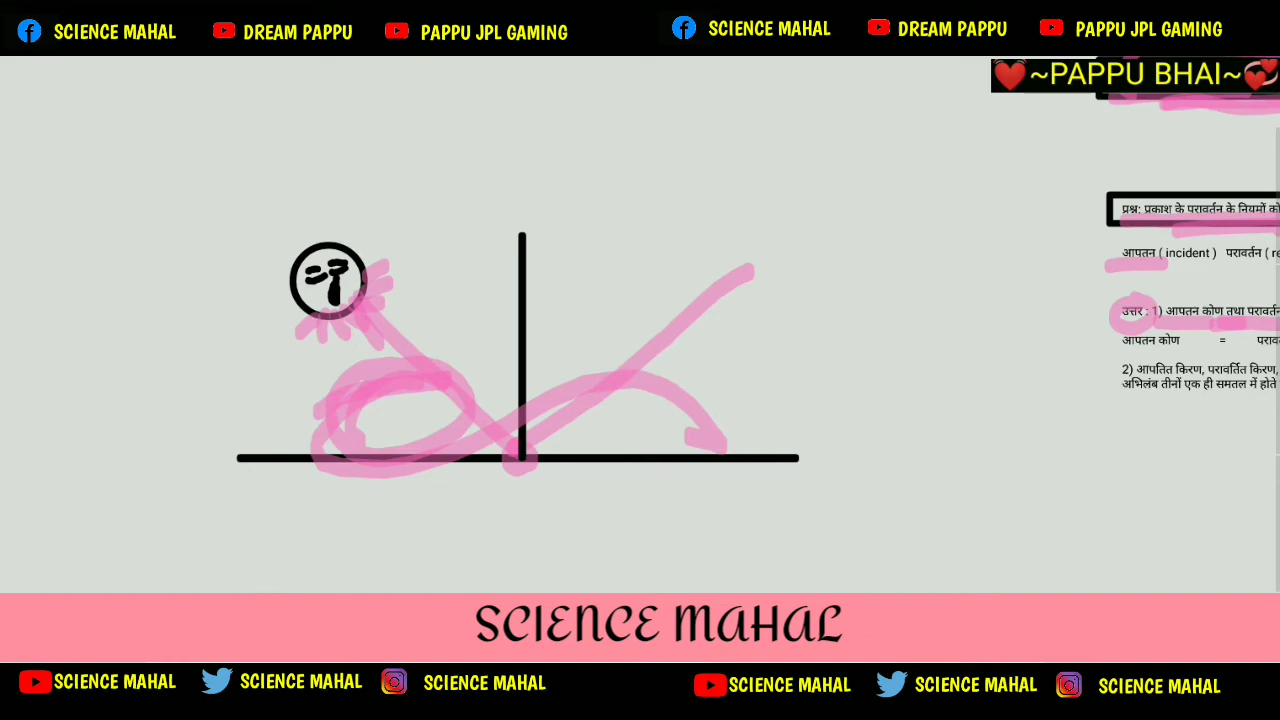 SCIENCE MAHAL DREAM PAPPU PAPPU JPL GAMING SCIENCE MAHAL DREAM PAPPU PAPPU JPL GAMING
~PAPPU BHAI~
प्रश्न: प्रकाश के परावर्तन के नियमों को
आपतन ( incident ) परावर्तन ( re
उत्तर : 1) आपतन कोण तथा परावर्तन
आपतन कोण = पराव
2) आपतित किरण, परावर्तित किरण,
अभिलंब तीनों एक ही समतल में होते
SCIENCE MAHAL
SCIENCE MAHAL SCIENCE MAHAL SCIENCE MAHAL SCIENCE MAHAL SCIENCE MAHAL SCIENCE MAHAL